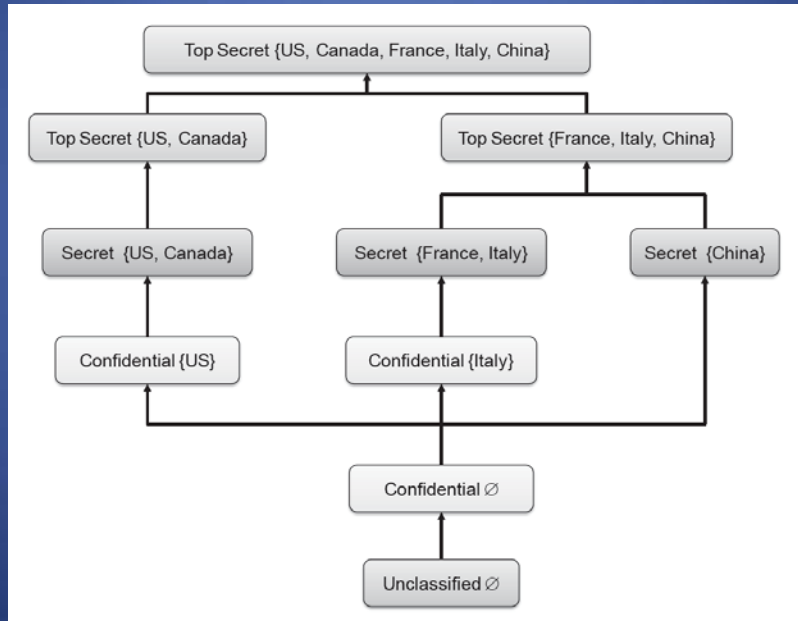 Top Secret {US, Canada, France, Italy, China}
Top Secret {US, Canada}
Top Secret {France, Italy, China}
Secret {US, Canada}
Secret {France, Italy}
Secret {China}
Confidential {US}
Confidential {Italy}
Confidential ∅
Unclassified ∅